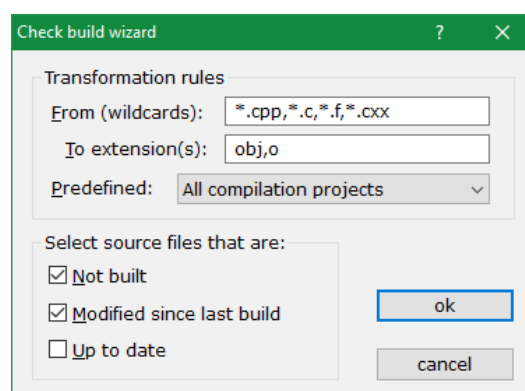 Check build wizard ?
Transformation rules
From (wildcards): *.cpp,*.c,*.f,*.cxx
To extension(s): obj,o
Predefined: All compilation projects
Select source files that are:
Not built
Modified since last build
Up to date
ok
cancel